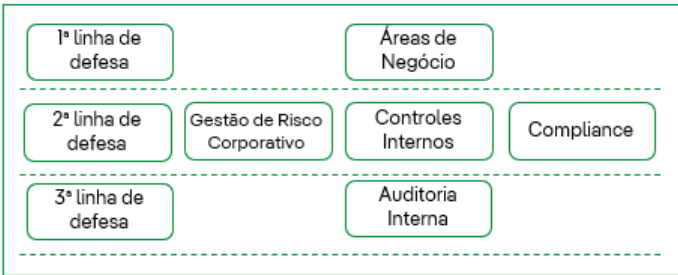 1ª linha de
defesa
Áreas de
Negócio
2ª linha de
defesa
Gestão de Risco
Corporativo
Controles
Internos
Compliance
3ª linha de
defesa
Auditoria
Interna